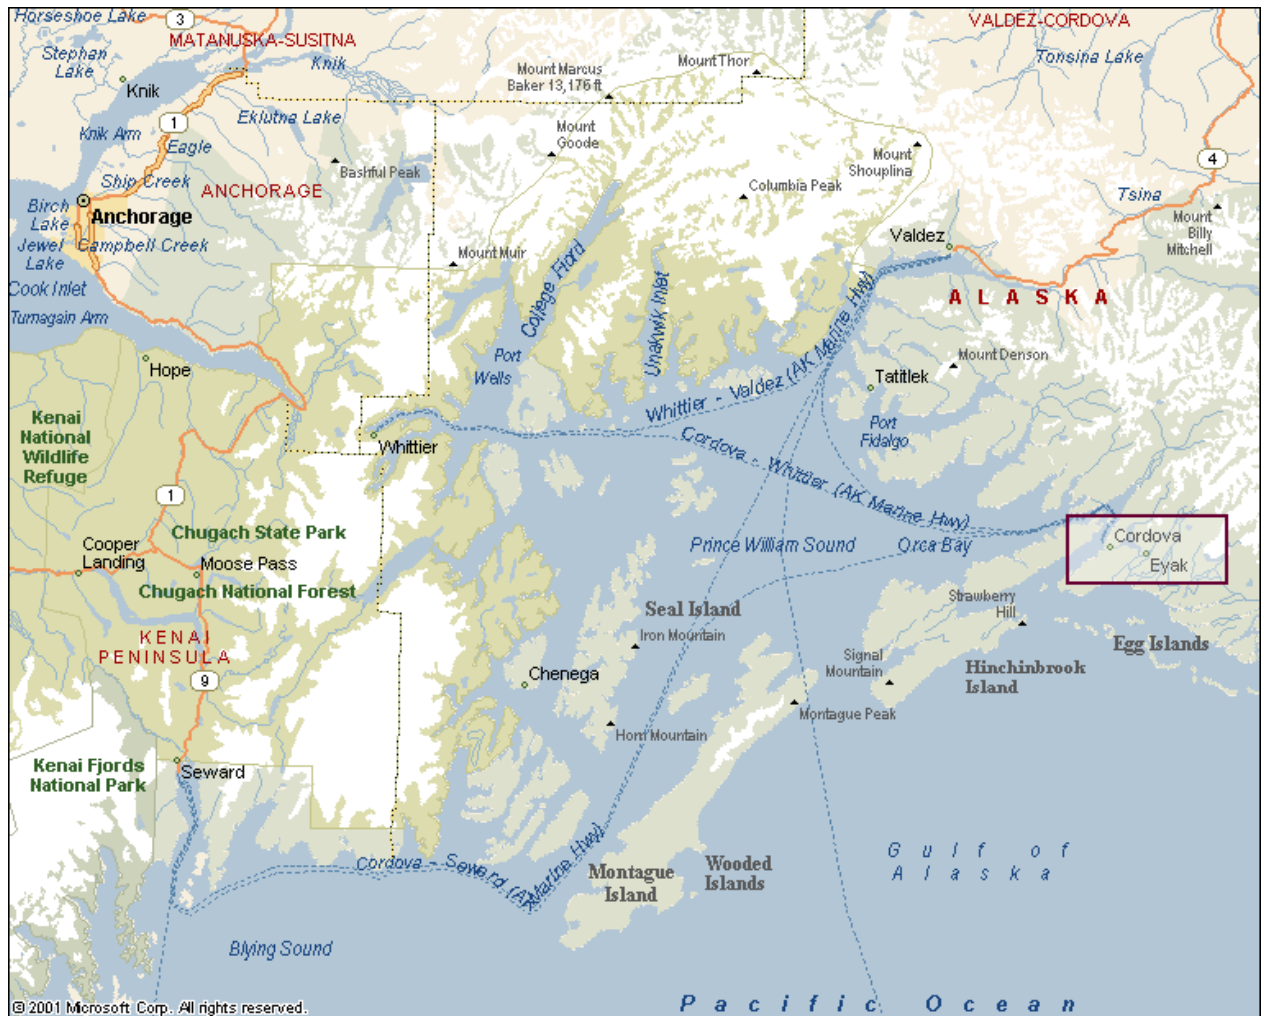 Horseshoe Lake
3
VALDEZ-CORDOVA
MATANUSKA-SUSITNA
Stephan
Lake
Knik
Mount Thor
Tonsina Lake
Mount Marcus
Baker 13,176 ft
Knik
Eklutna Lake
1
Knik Arm
Eagle
Mount
Goode
Mount
Shouplina
4
Bashful Peak
Ship Creek
ANCHORAGE
Columbia Peak
Tsina
Birch
Lake
Anchorage
Mount
Billy
Mitchell
Jewel
Lake
Campbell Creek
Mount Muir
Valdez
Cook Inlet
College Fiord
Unakwik Inlet
ALASKA
Turnagain Arm
Hope
Port
Wells
Whittier - Valdez (AK Marine Hwy)
Mount Denson
Tatitlek
Kenai
National
Wildlife
Refuge
Whittier
Cordova - Whittier (AK Marine Hwy)
Port
Fidalgo
1
Chugach State Park
Cooper
Landing
Moose Pass
Prince William Sound
Orca Bay
Cordova
Eyak
Chugach National Forest
Seal Island
Strawberry
Hill
KENAI
PENINSULA
Iron Mountain
Egg Islands
9
Chenega
Signal
Mountain
Hinchinbrook
Island
Horn Mountain
Montague Peak
Kenai Fjords
National Park
Seward
Cordova - Seward (AK Marine Hwy)
Montague
Island
Wooded
Islands
Gulf of
Alaska
Blying Sound
© 2001 Microsoft Corp. All rights reserved.
Pacific Ocean